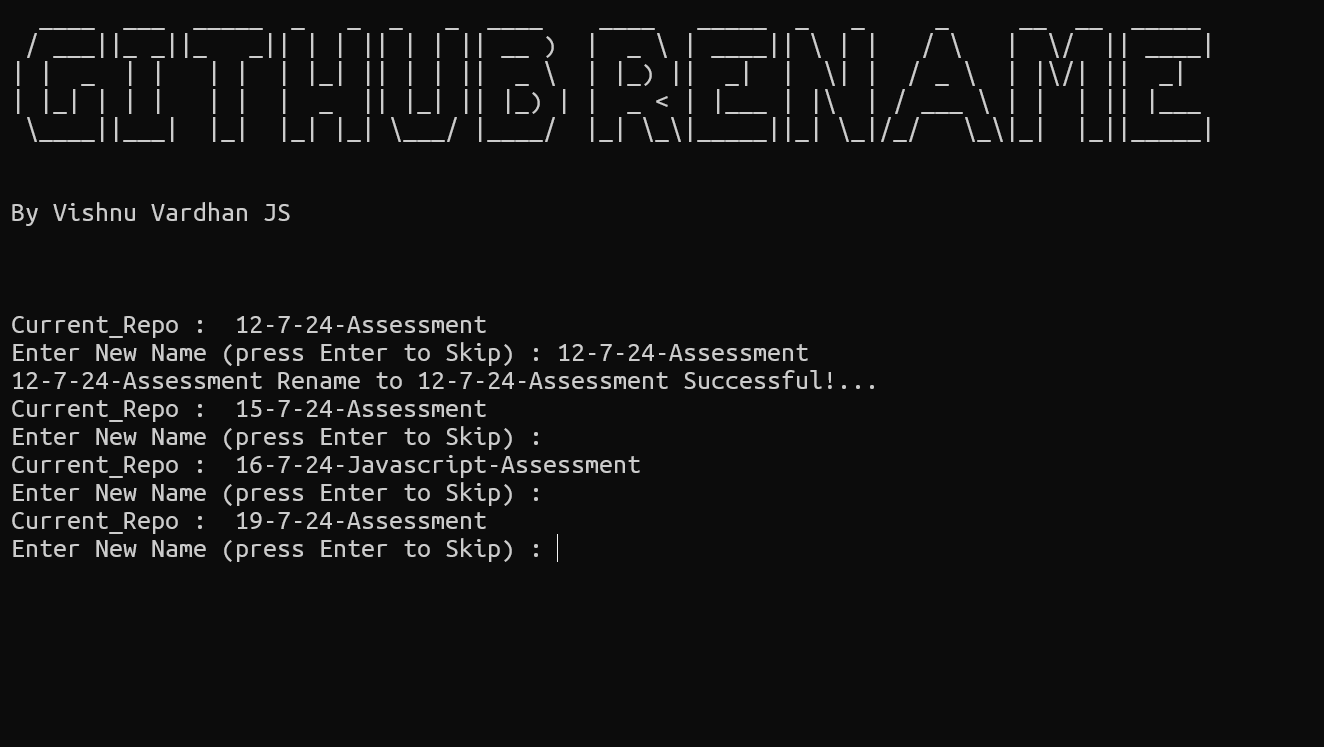 GITHUB RENAME
By Vishnu Vardhan JS
Current_Repo :  12-7-24-Assessment
Enter New Name (press Enter to Skip) : 12-7-24-Assessment
12-7-24-Assessment Rename to 12-7-24-Assessment Successful!...
Current_Repo :  15-7-24-Assessment
Enter New Name (press Enter to Skip) :
Current_Repo :  16-7-24-Javascript-Assessment
Enter New Name (press Enter to Skip) :
Current_Repo :  19-7-24-Assessment
Enter New Name (press Enter to Skip) :